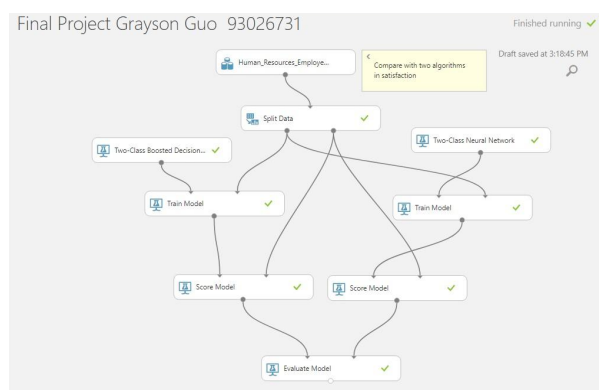 Final Project Grayson Guo 93026731
Finished running
Draft saved at 3:18:45 PM
Human_Resources_Employe...
Compare with two algorithms
in satisfaction
Split Data
Two-Class Boosted Decision...
Two-Class Neural Network
Train Model
Train Model
Score Model
Score Model
Evaluate Model